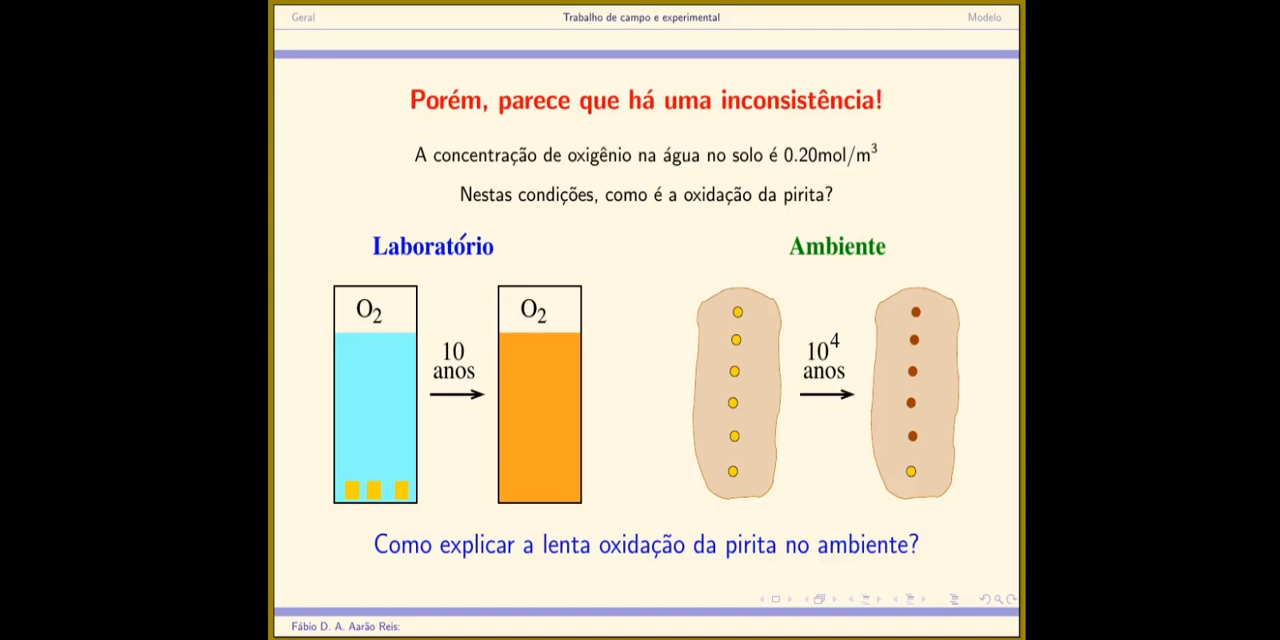 Geral
Trabalho de campo e experimental
Modelo
Porém, parece que há uma inconsistência!
A concentração de oxigênio na água no solo é 0.20mol/m³
Nestas condições, como é a oxidação da pirita?
Laboratório
Ambiente
O₂
O₂
10
anos
10⁴
anos
Como explicar a lenta oxidação da pirita no ambiente?
Fábio D. A. Aarão Reis: